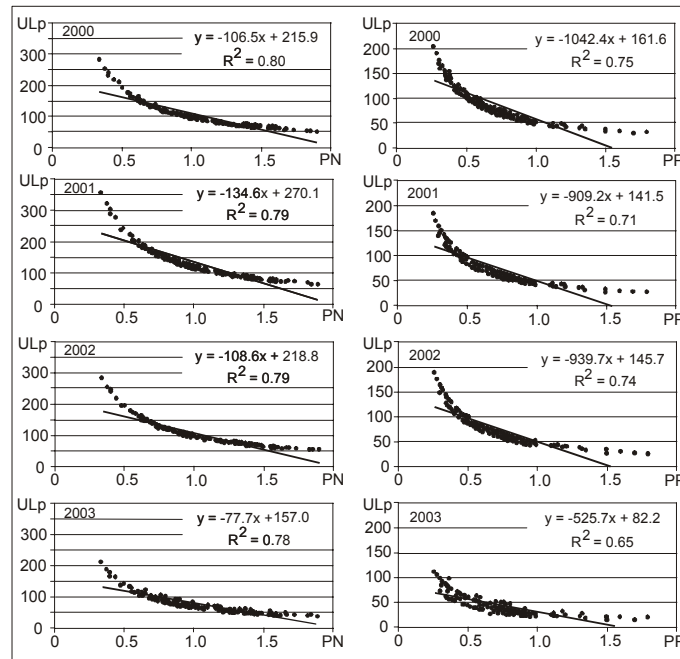 ULp
2000
y = -106.5x + 215.9
R2 = 0.80
300
200
100
0
0 0.5 1.0 1.5 PN
ULp
2000
y = -1042.4x + 161.6
R2 = 0.75
200
150
100
50
0
0 0.5 1.0 1.5 PP
ULp
2001
y = -134.6x + 270.1
R2 = 0.79
300
200
100
0
0 0.5 1.0 1.5 PN
ULp
2001
y = -909.2x + 141.5
R2 = 0.71
200
150
100
50
0
0 0.5 1.0 1.5 PP
ULp
2002
y = -108.6x + 218.8
R2 = 0.79
300
200
100
0
0 0.5 1.0 1.5 PN
ULp
2002
y = -939.7x + 145.7
R2 = 0.74
200
150
100
50
0
0 0.5 1.0 1.5 PP
ULp
2003
y = -77.7x + 157.0
R2 = 0.78
300
200
100
0
0 0.5 1.0 1.5 PN
ULp
2003
y = -525.7x + 82.2
R2 = 0.65
200
150
100
50
0
0 0.5 1.0 1.5 PP